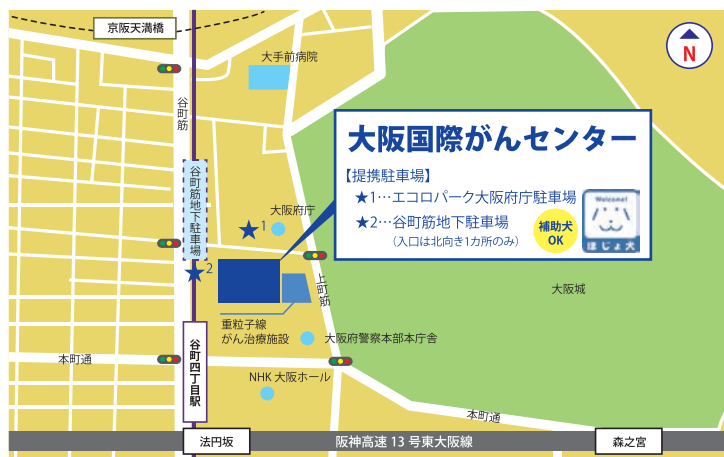 京阪天満橋
大手前病院
N
谷町筋
大阪国際がんセンター
【提携駐車場】
★1…エコロパーク大阪府庁駐車場
★2…谷町筋地下駐車場
（入口は北向き1カ所のみ）
補助犬
OK
Welcome!
ほじょ犬
谷町筋地下駐車場
大阪府庁
★1
★2
上町筋
大阪城
重粒子線
がん治療施設
大阪府警察本部本庁舎
谷町四丁目駅
本町通
NHK 大阪ホール
本町通
法円坂
阪神高速 13 号東大阪線
森之宮